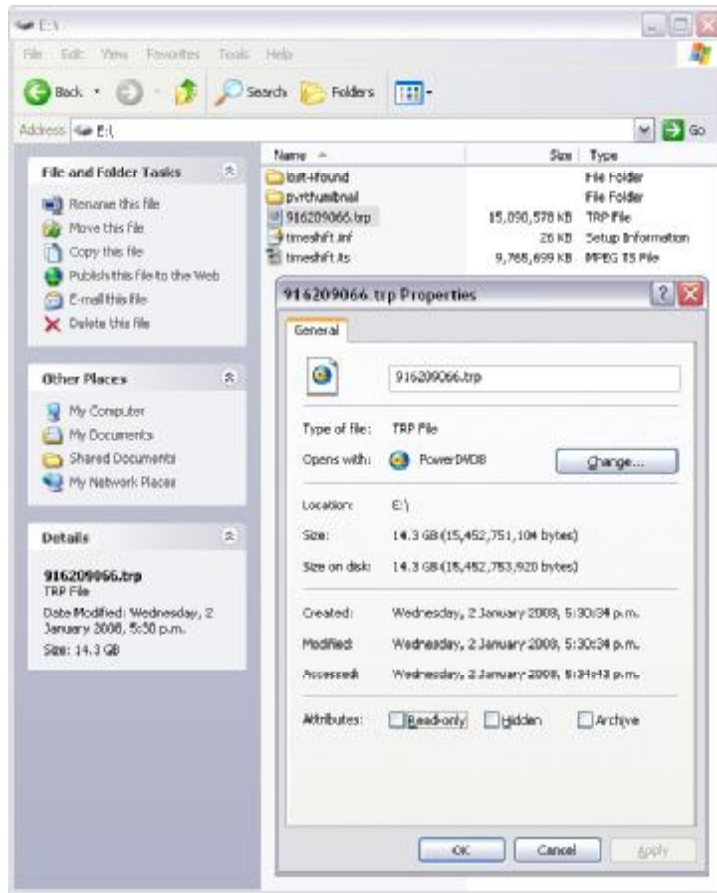 E:\
File Edit View Favorites Tools Help
Back Search Folders
Address E:\ Go
File and Folder Tasks
Rename this file
Move this file
Copy this file
Publish this file to the Web
E-mail this file
Delete this file
Other Places
My Computer
My Documents
Shared Documents
My Network Places
Details
916209066.trp
TRP File
Date Modified: Wednesday, 2
January 2008, 5:30 p.m.
Size: 14.3 GB
Name Size Type
lost+found File Folder
pvrthumbnail File Folder
916209066.trp 15,090,578 KB TRP File
timeshift.inf 26 KB Setup Information
timeshift.ts 9,765,699 KB MPEG TS File
916209066.trp Properties
General
916209066.trp
Type of file: TRP File
Opens with: PowerDVD8 Change...
Location: E:\
Size: 14.3 GB (15,452,751,104 bytes)
Size on disk: 14.3 GB (15,452,753,920 bytes)
Created: Wednesday, 2 January 2008, 5:30:34 p.m.
Modified: Wednesday, 2 January 2008, 5:30:34 p.m.
Accessed: Wednesday, 2 January 2008, p.m.
Attributes: Read-only Hidden Archive
OK Cancel Apply